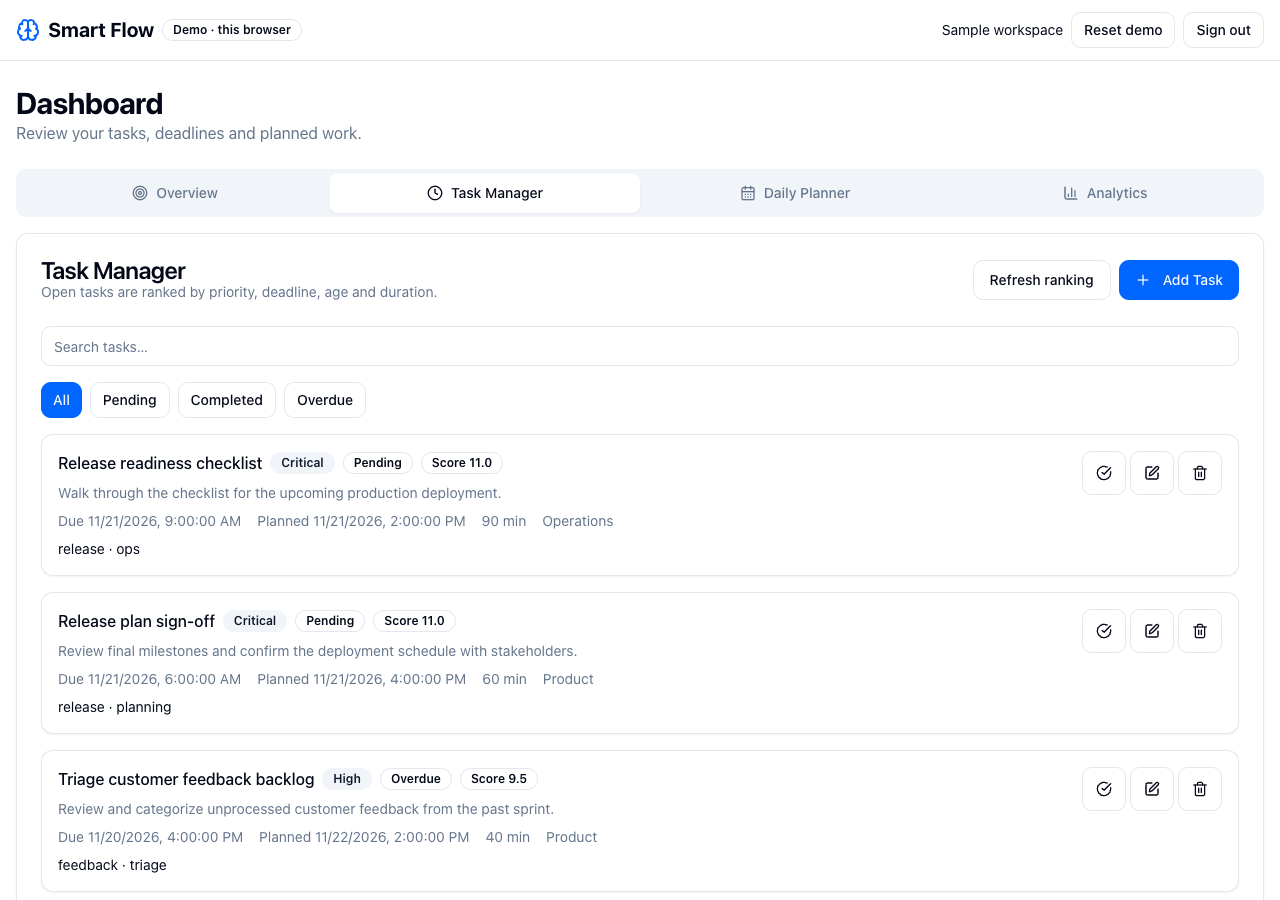 Smart Flow
Demo · this browser
Sample workspace
Reset demo
Sign out
Dashboard
Review your tasks, deadlines and planned work.
Overview
Task Manager
Daily Planner
Analytics
Task Manager
Open tasks are ranked by priority, deadline, age and duration.
Refresh ranking
Add Task
Search tasks...
All
Pending
Completed
Overdue
Release readiness checklist Critical Pending Score 11.0
Walk through the checklist for the upcoming production deployment.
Due 11/21/2026, 9:00:00 AM Planned 11/21/2026, 2:00:00 PM 90 min Operations
release · ops
Release plan sign-off Critical Pending Score 11.0
Review final milestones and confirm the deployment schedule with stakeholders.
Due 11/21/2026, 6:00:00 AM Planned 11/21/2026, 4:00:00 PM 60 min Product
release · planning
Triage customer feedback backlog High Overdue Score 9.5
Review and categorize unprocessed customer feedback from the past sprint.
Due 11/20/2026, 4:00:00 PM Planned 11/22/2026, 2:00:00 PM 40 min Product
feedback · triage